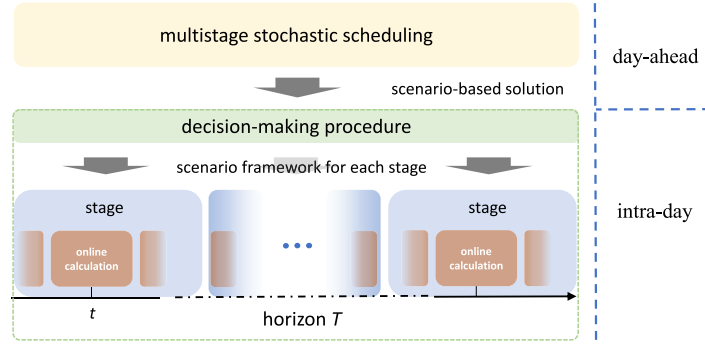 multistage stochastic scheduling
day-ahead
scenario-based solution
decision-making procedure
scenario framework for each stage
stage
stage
intra-day
online
calculation
...
online
calculation
t
horizon T